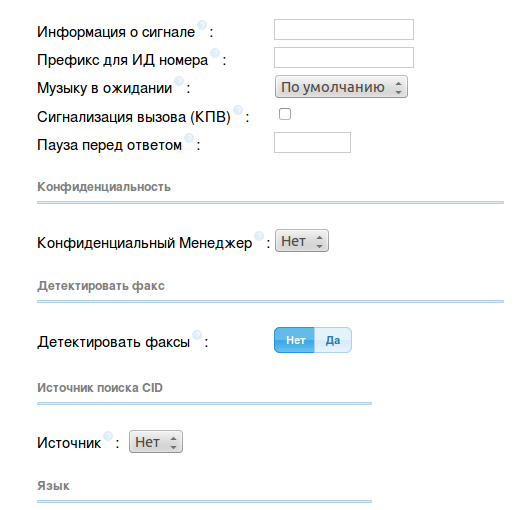 Информация о сигнале? :
Префикс для ИД номера? :
Музыку в ожидании? : По умолчанию
Сигнализация вызова (КПВ)? :
Пауза перед ответом? :
Конфиденциальность
Конфиденциальный Менеджер? : Нет
Детектировать факс
Детектировать факсы? : Нет Да
Источник поиска CID
Источник? : Нет
Язык